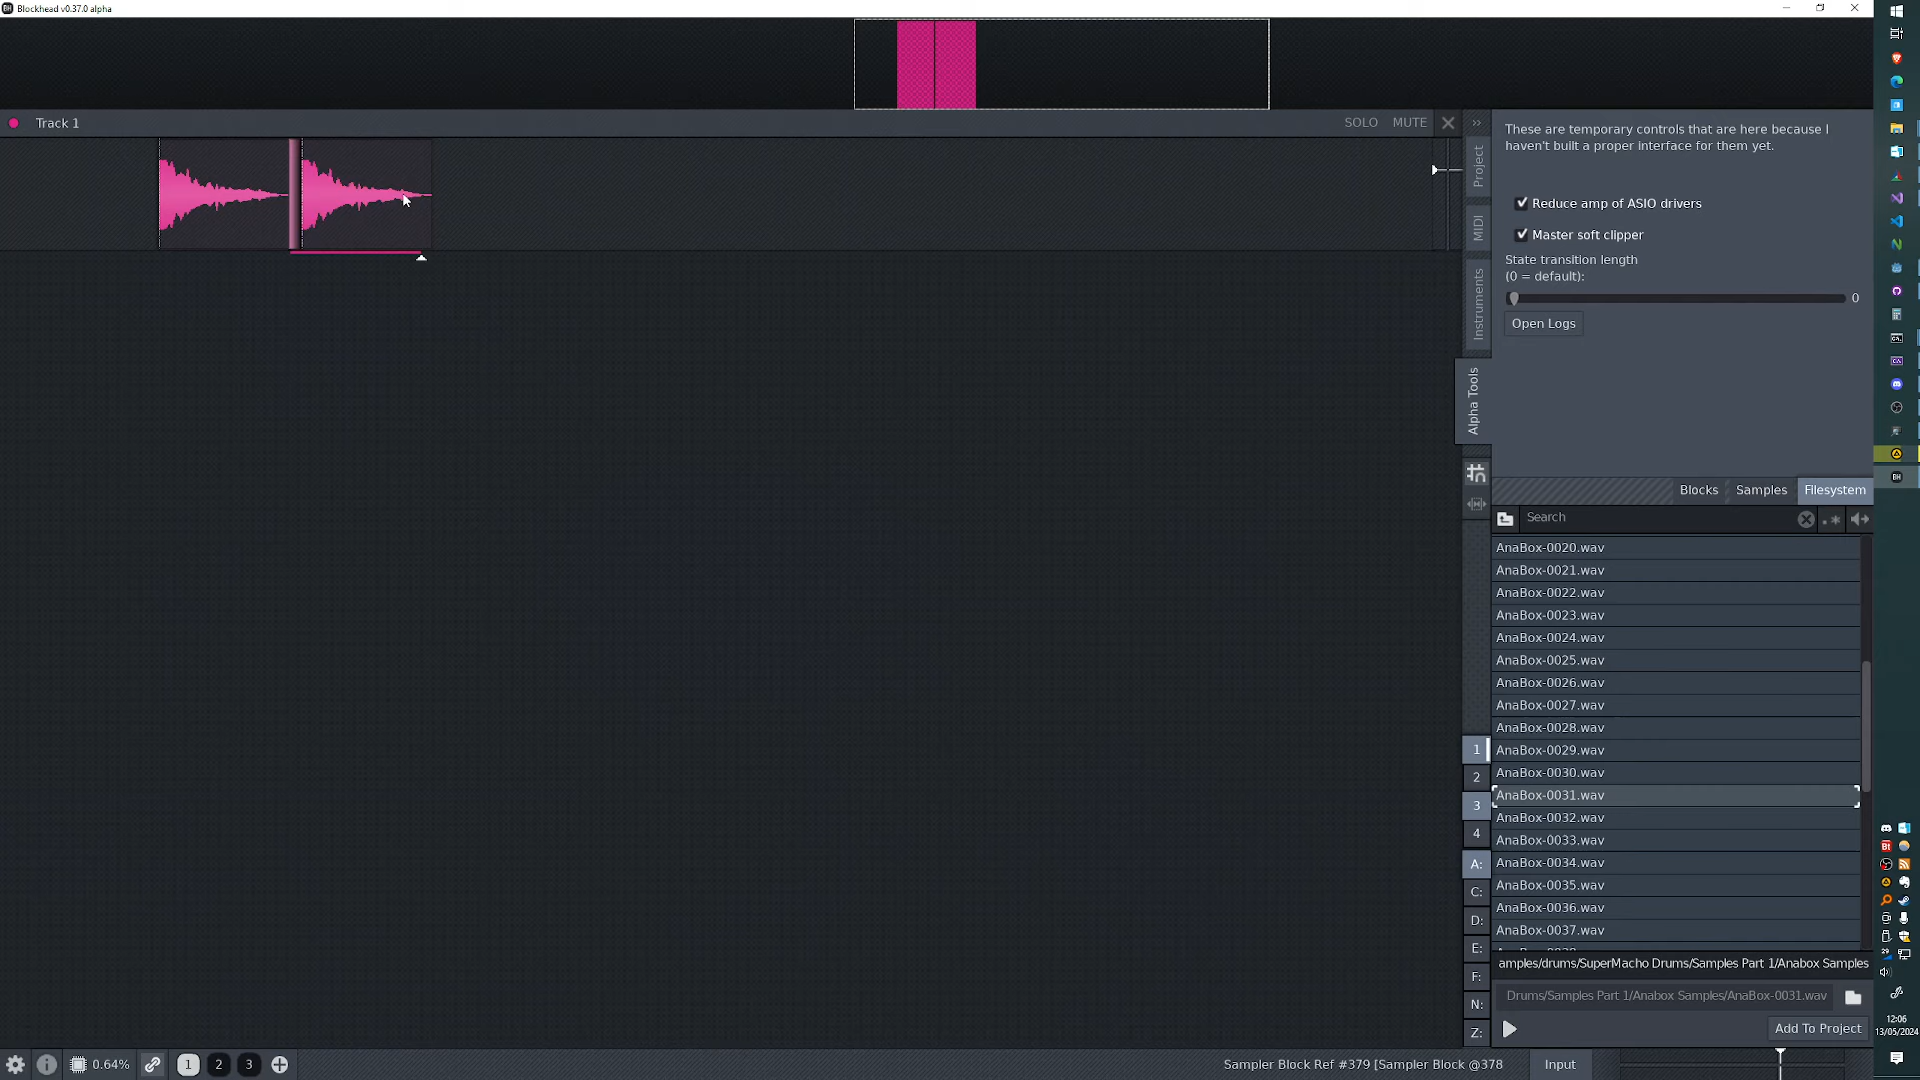 Blockhead v0.37.0 alpha
Track 1
SOLO
MUTE
Project
MIDI
Instruments
Alpha Tools
These are temporary controls that are here because I
haven't built a proper interface for them yet.
Reduce amp of ASIO drivers
Master soft clipper
State transition length
(0 = default):
0
Open Logs
Blocks
Samples
Filesystem
Search
.*
AnaBox-0020.wav
AnaBox-0021.wav
AnaBox-0022.wav
AnaBox-0023.wav
AnaBox-0024.wav
AnaBox-0025.wav
AnaBox-0026.wav
AnaBox-0027.wav
AnaBox-0028.wav
AnaBox-0029.wav
AnaBox-0030.wav
AnaBox-0031.wav
AnaBox-0032.wav
AnaBox-0033.wav
AnaBox-0034.wav
AnaBox-0035.wav
AnaBox-0036.wav
AnaBox-0037.wav
1
2
3
4
A:
C:
D:
E:
F:
N:
Z:
amples/drums/SuperMacho Drums/Samples Part 1/Anabox Samples
Drums/Samples Part 1/Anabox Samples/AnaBox-0031.wav
Add To Project
0.64%
1
2
3
Sampler Block Ref #379 [Sampler Block @378
Input
BH
Bt
29
12:06
13/05/2024